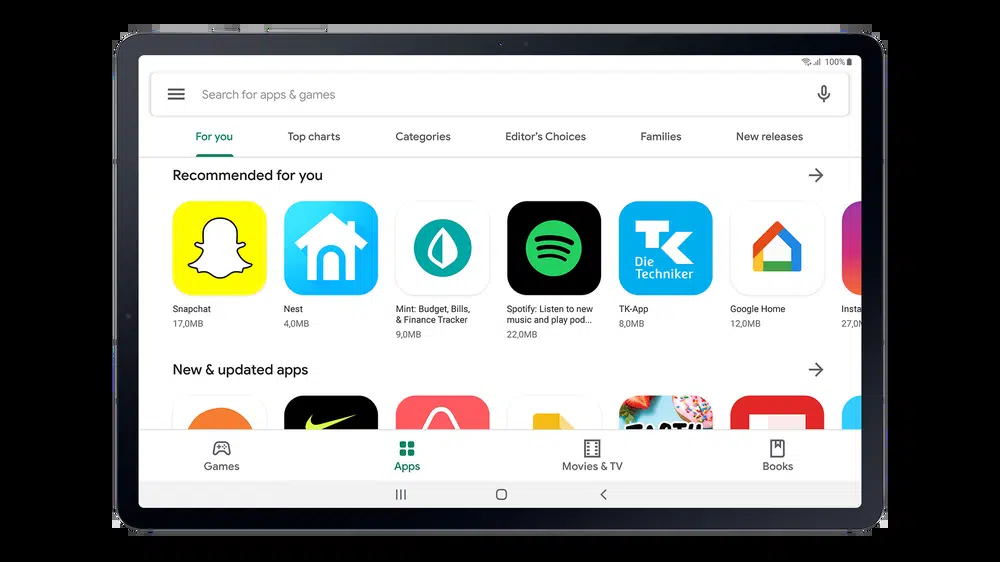 100%
Search for apps & games
For you
Top charts
Categories
Editor's Choices
Families
New releases
Recommended for you
Die
Techniker
Snapchat
17,0MB
Nest
4,0MB
Mint: Budget, Bills,
& Finance Tracker
9,0MB
Spotify: Listen to new
music and play pod...
22,0MB
TK-App
8,0MB
Google Home
12,0MB
Insta
27,0M
New & updated apps
TASTY
Games
Apps
Movies & TV
Books